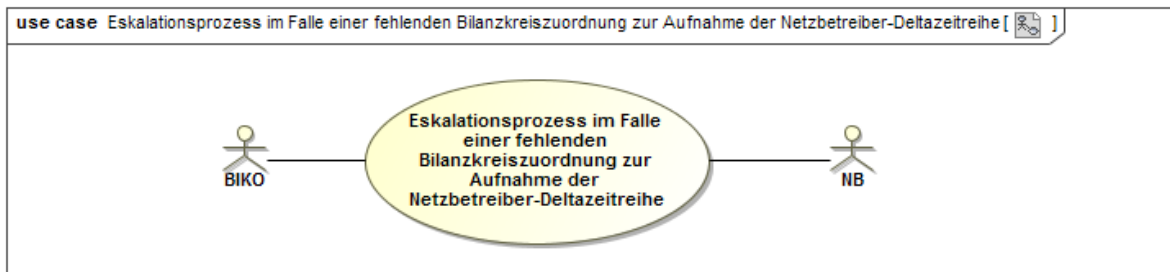 use case Eskalationsprozess im Falle einer fehlenden Bilanzkreiszuordnung zur Aufnahme der Netzbetreiber-Deltazeitreihe [ ]
Eskalationsprozess im Falle
einer fehlenden
Bilanzkreiszuordnung zur
Aufnahme der
Netzbetreiber-Deltazeitreihe
BIKO
NB